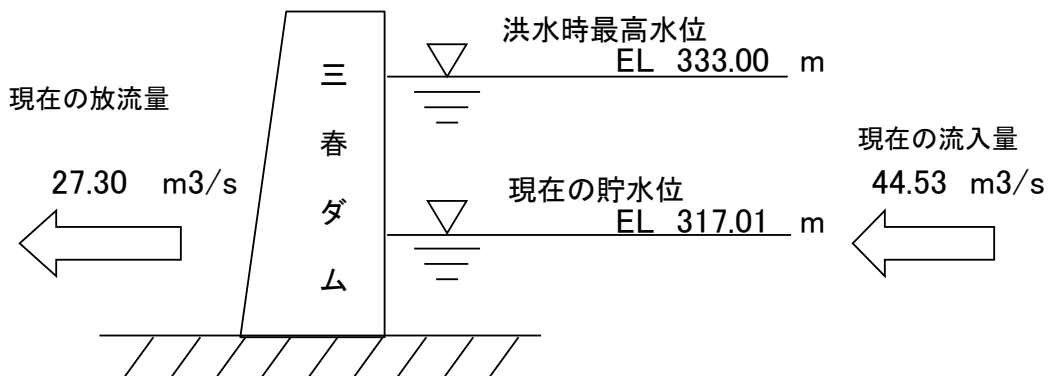 洪水時最高水位
EL 333.00 m
現在の放流量
27.30 m3/s
三春ダム
現在の流入量
44.53 m3/s
現在の貯水位
EL 317.01 m